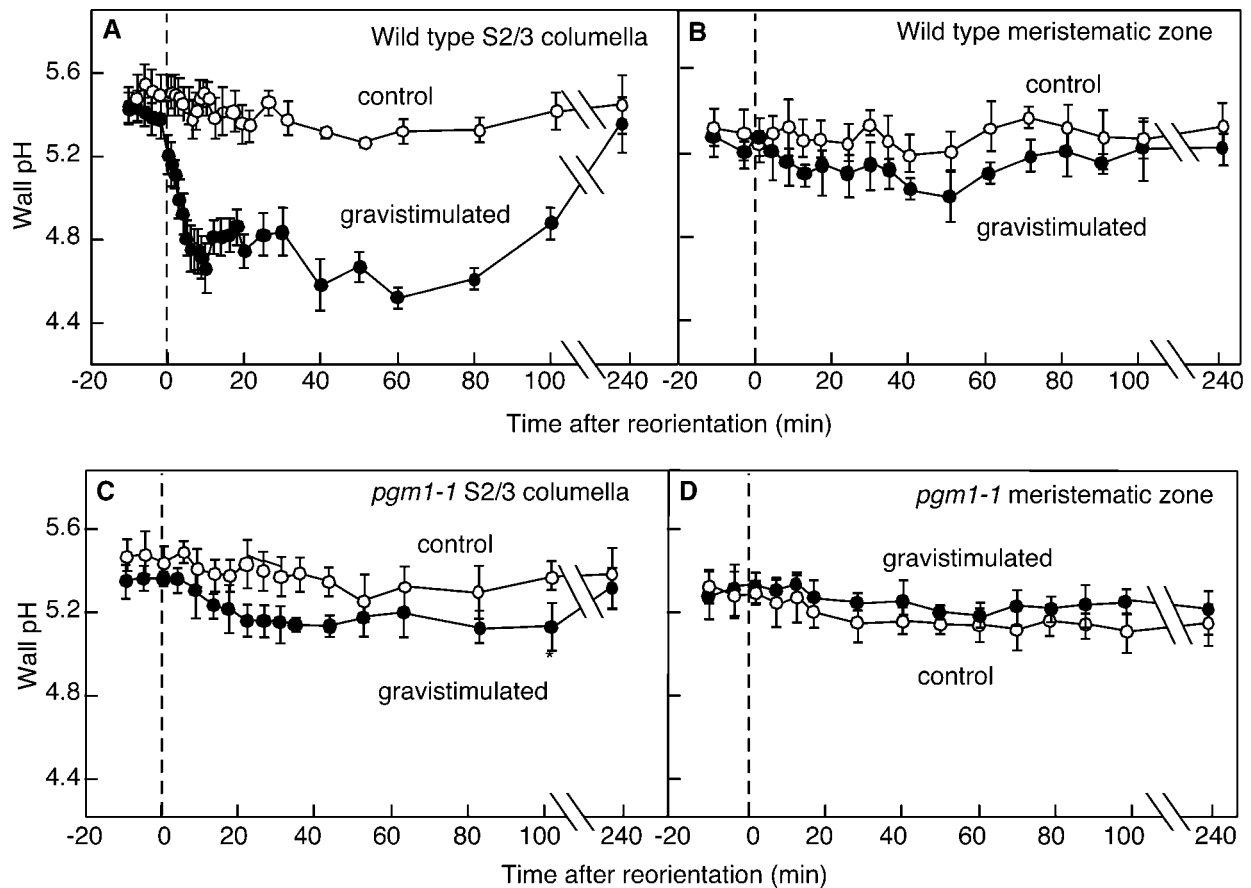 A Wild type S2/3 columella
B Wild type meristematic zone
control
control
gravistimulated
gravistimulated
Wall pH
5.6
5.2
4.8
4.4
-20 0 20 40 60 80 100 240
-20 0 20 40 60 80 100 240
Time after reorientation (min)
C pgm1-1 S2/3 columella
D pgm1-1 meristematic zone
control
gravistimulated
gravistimulated
control
*
Wall pH
5.6
5.2
4.8
4.4
-20 0 20 40 60 80 100 240
-20 0 20 40 60 80 100 240
Time after reorientation (min)